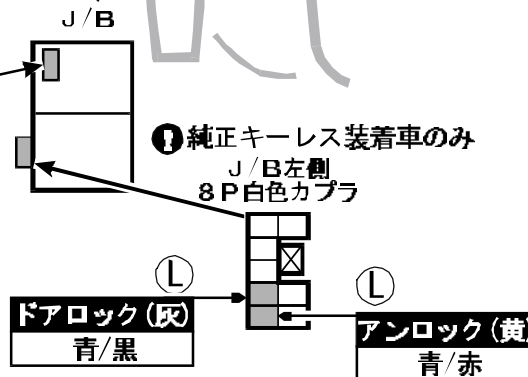 J/B
純正キーレス装着車のみ
J/B左側
8P白色カプラ
L
L
ドアロック(灰)
青/黒
アンロック(黄)
青/赤